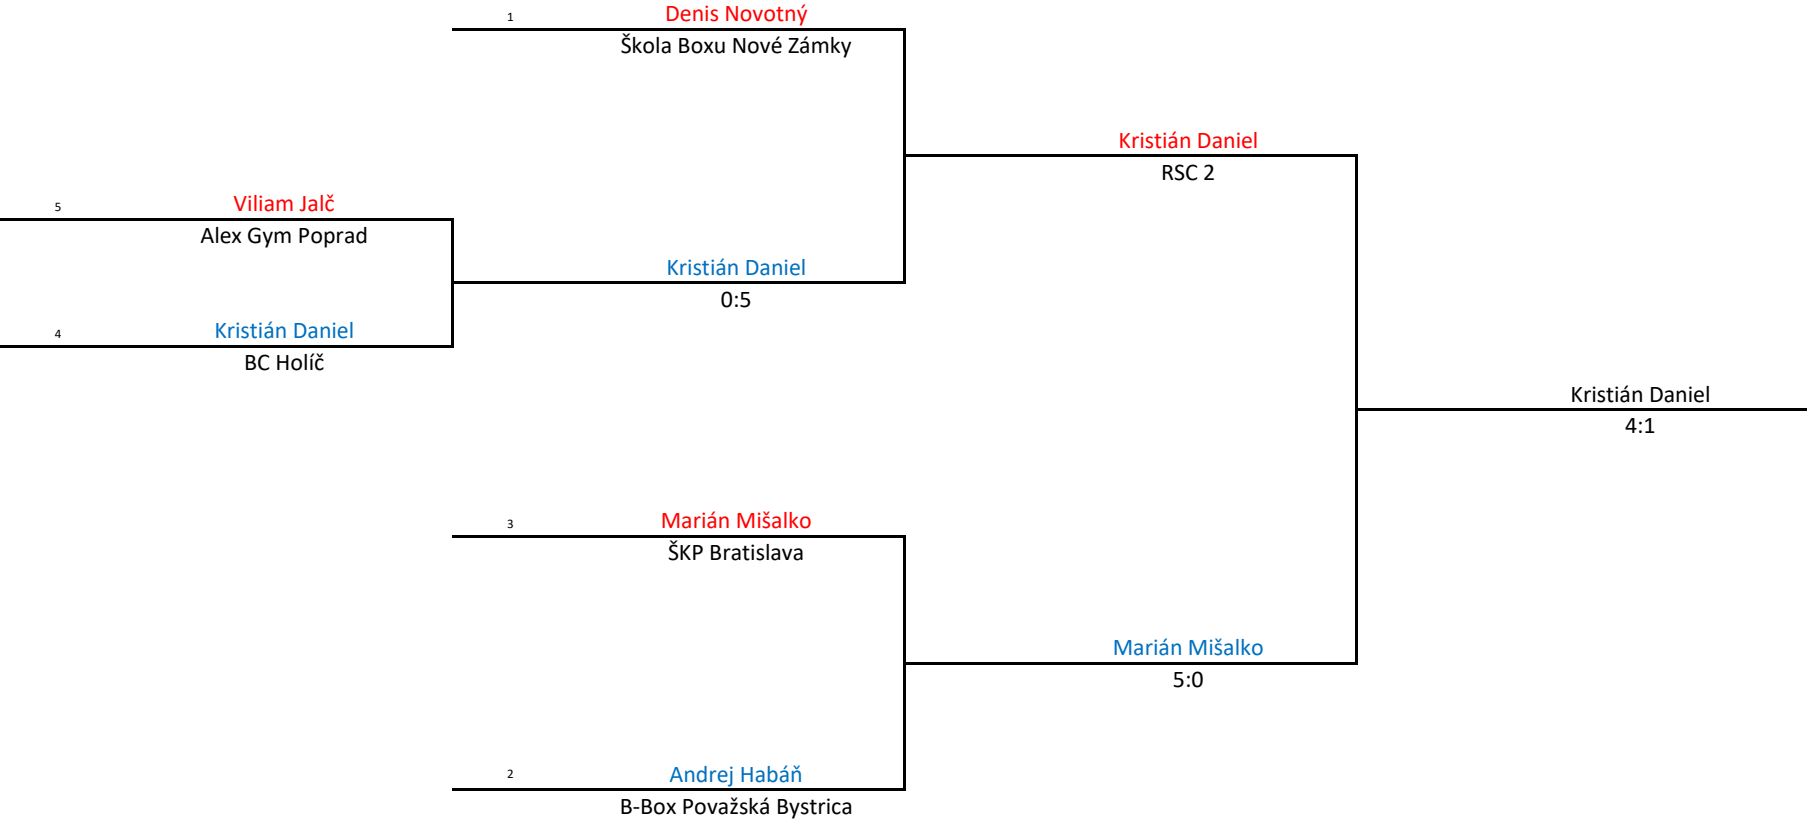 1
Denis Novotný
Škola Boxu Nové Zámky
Kristián Daniel
RSC 2
5
Viliam Jalč
Alex Gym Poprad
Kristián Daniel
0:5
4
Kristián Daniel
BC Holíč
Kristián Daniel
4:1
3
Marián Mišalko
ŠKP Bratislava
Marián Mišalko
5:0
2
Andrej Habáň
B-Box Považská Bystrica